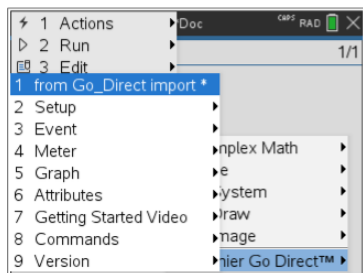 1 Actions
Doc
CAPS RAD
2 Run
1/1
3 Edit
1 from Go_Direct import *
2 Setup
3 Event
4 Meter
5 Graph
6 Attributes
7 Getting Started Video
8 Commands
9 Version
mplex Math
e
ystem
raw
mage
nier Go Direct™